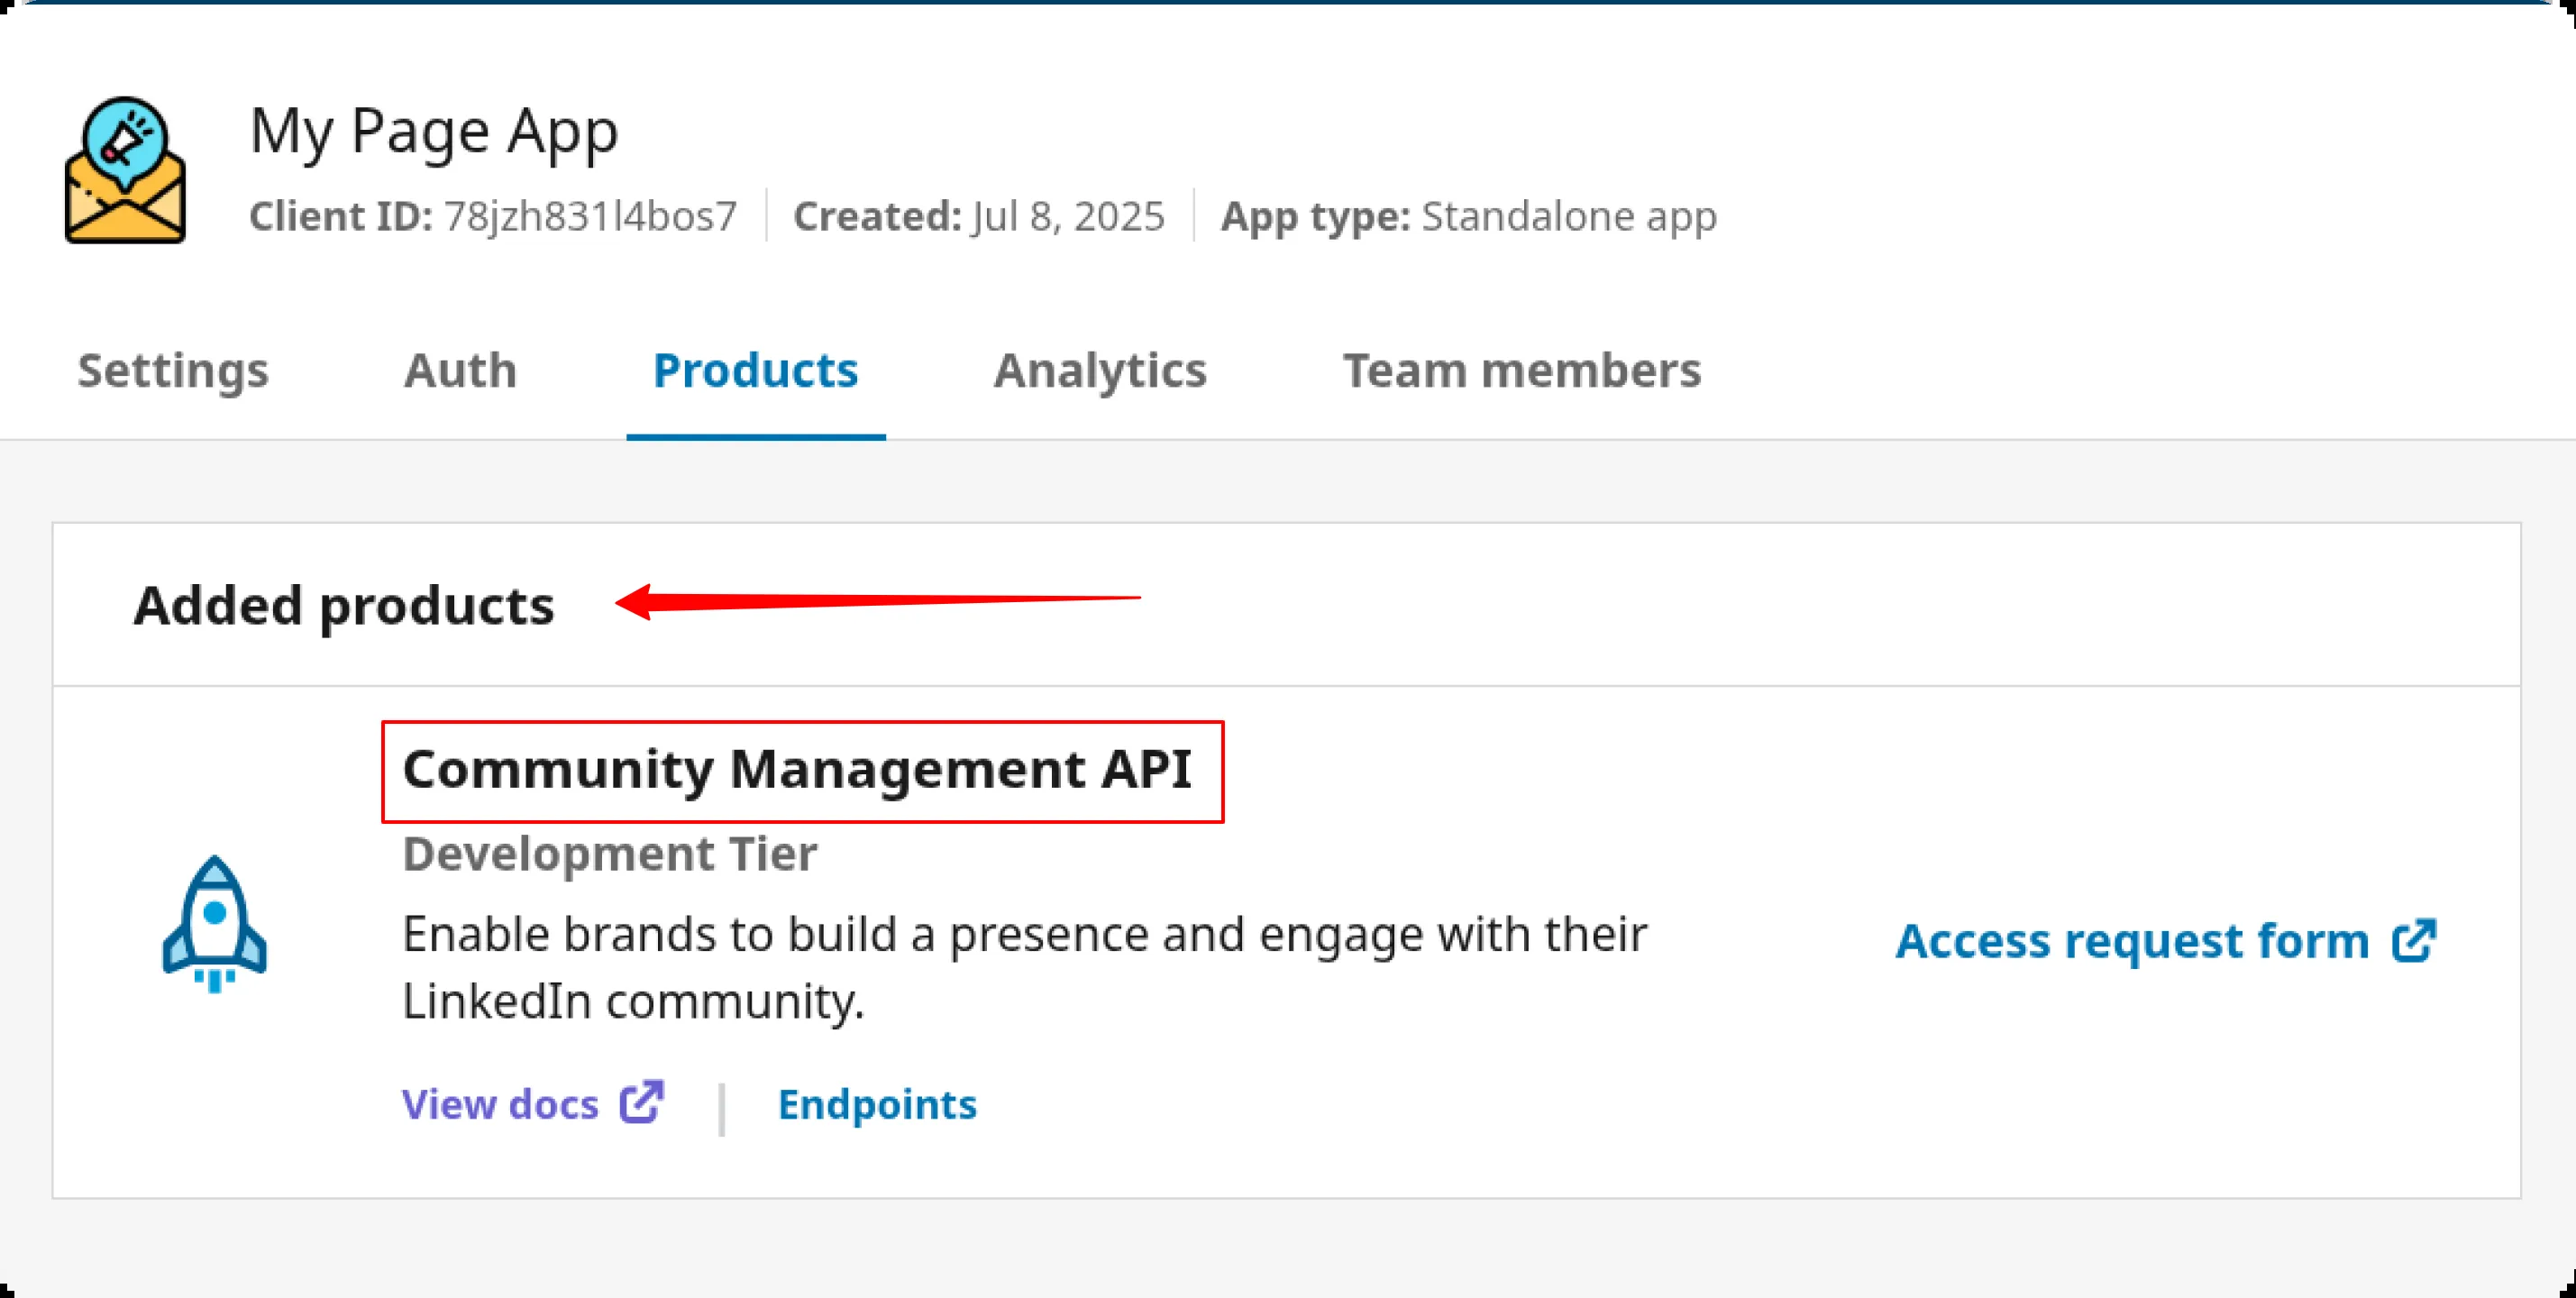 My Page App
Client ID: 78jzh831l4bos7 Created: Jul 8, 2025 App type: Standalone app
Settings Auth Products Analytics Team members
Added products
Community Management API
Development Tier
Enable brands to build a presence and engage with their
LinkedIn community.
Access request form
View docs | Endpoints